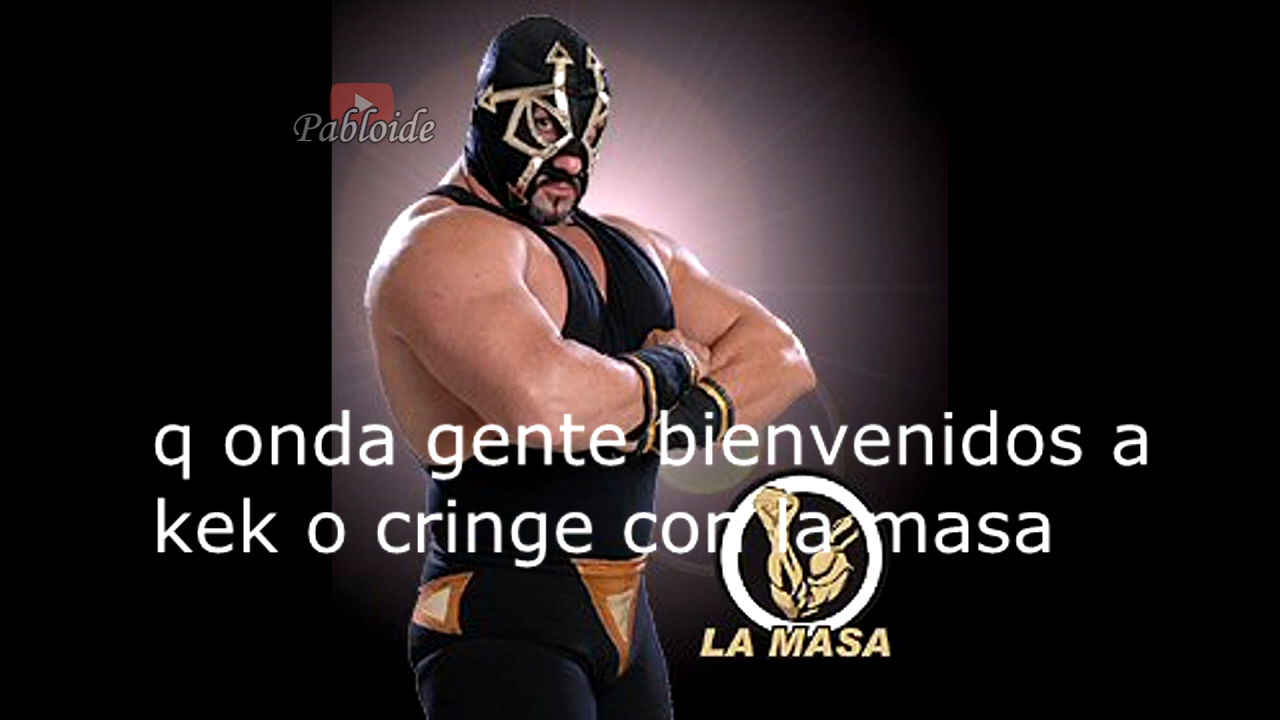 Pabloide
q onda gente bienvenidos a
kek o cringe con la masa
LA MASA